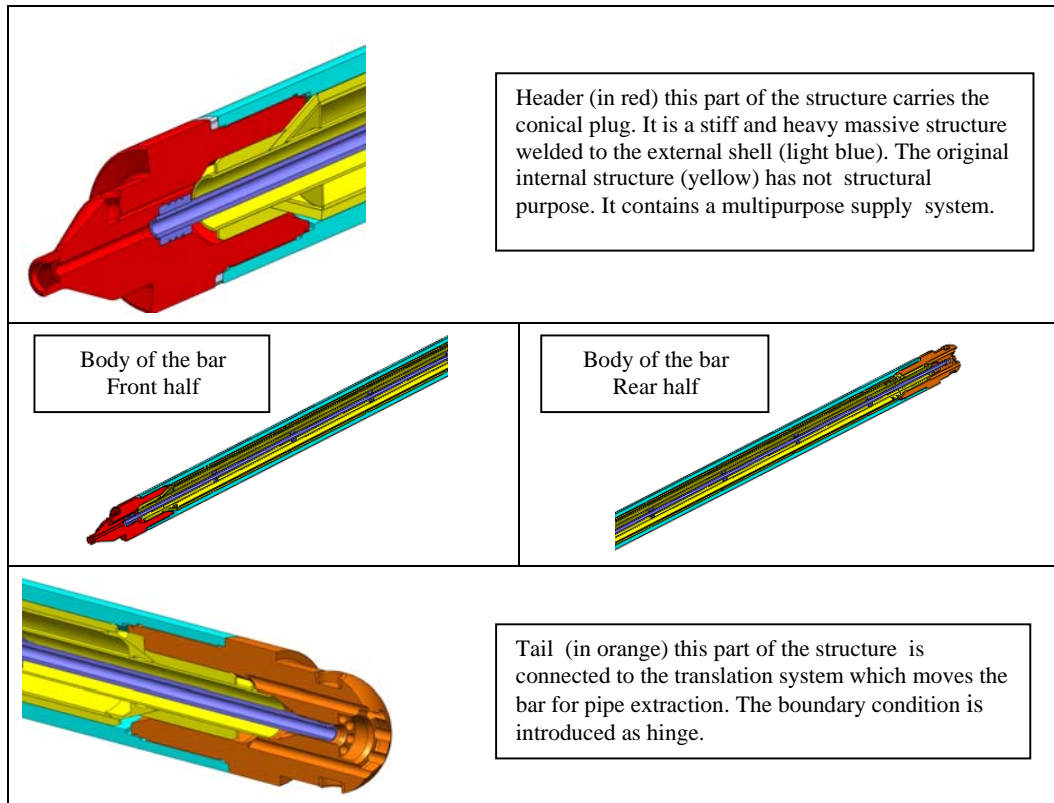 Header (in red) this part of the structure carries the
conical plug. It is a stiff and heavy massive structure
welded to the external shell (light blue). The original
internal structure (yellow) has not structural
purpose. It contains a multipurpose supply system.
Body of the bar
Front half
Body of the bar
Rear half
Tail (in orange) this part of the structure is
connected to the translation system which moves the
bar for pipe extraction. The boundary condition is
introduced as hinge.